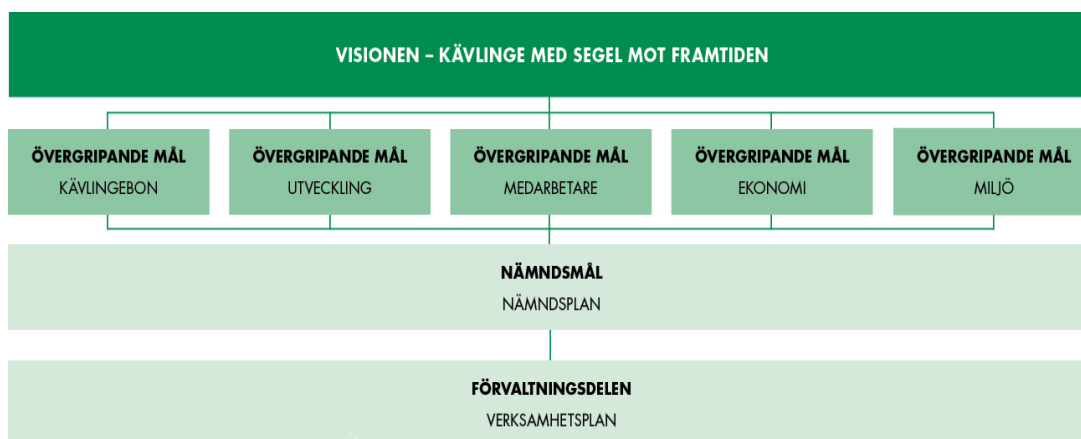 VISIONEN – KÄVLINGE MED SEGEL MOT FRAMTIDEN
ÖVERGRIPANDE MÅL
KÄVLINGEBON
ÖVERGRIPANDE MÅL
UTVECKLING
ÖVERGRIPANDE MÅL
MEDARBETARE
ÖVERGRIPANDE MÅL
EKONOMI
ÖVERGRIPANDE MÅL
MILJÖ
NÄMNDSMÅL
NÄMNDSPLAN
FÖRVALTNINGSDELEN
VERKSAMHETSPLAN